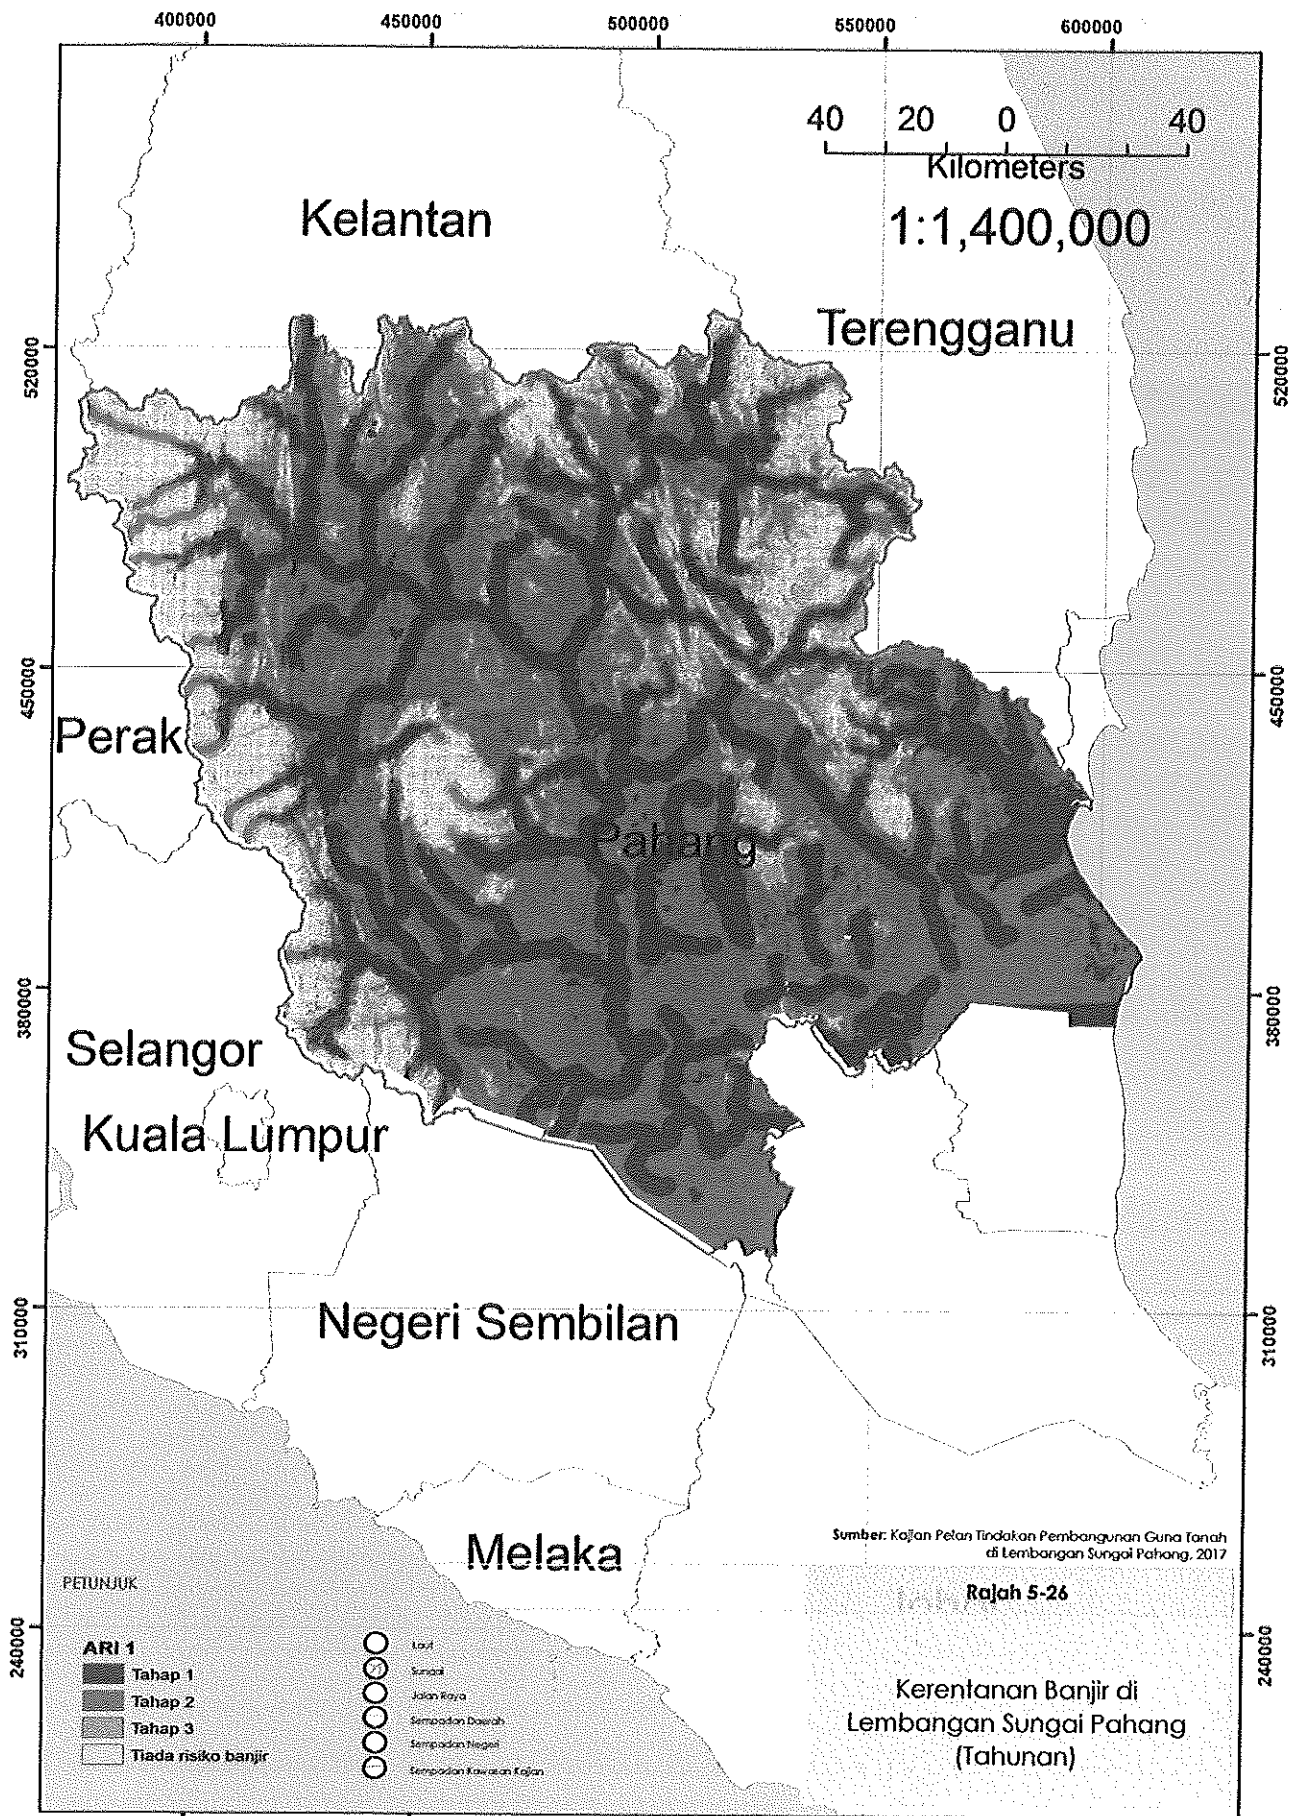 400000 450000 500000 550000 600000
40 20 0 40
Kilometers
1:1,400,000
Kelantan
Terengganu
520000 520000
450000 450000
Perak
Pahang
380000 380000
Selangor
Kuala Lumpur
310000 310000
Negeri Sembilan
Melaka
Sumber: Kajian Pelan Tindakan Pembangunan Guna Tanah
di Lembangan Sungai Pahang, 2017
PETUNJUK
Rajah 5-26
240000 240000
ARI 1
Tahap 1
Tahap 2
Tahap 3
Tiada risiko banjir
Laut
Sungai
Jalan Raya
Sempadan Daerah
Sempadan Negeri
Sempadan Kawasan Kajian
Kerentanan Banjir di
Lembangan Sungai Pahang
(Tahunan)